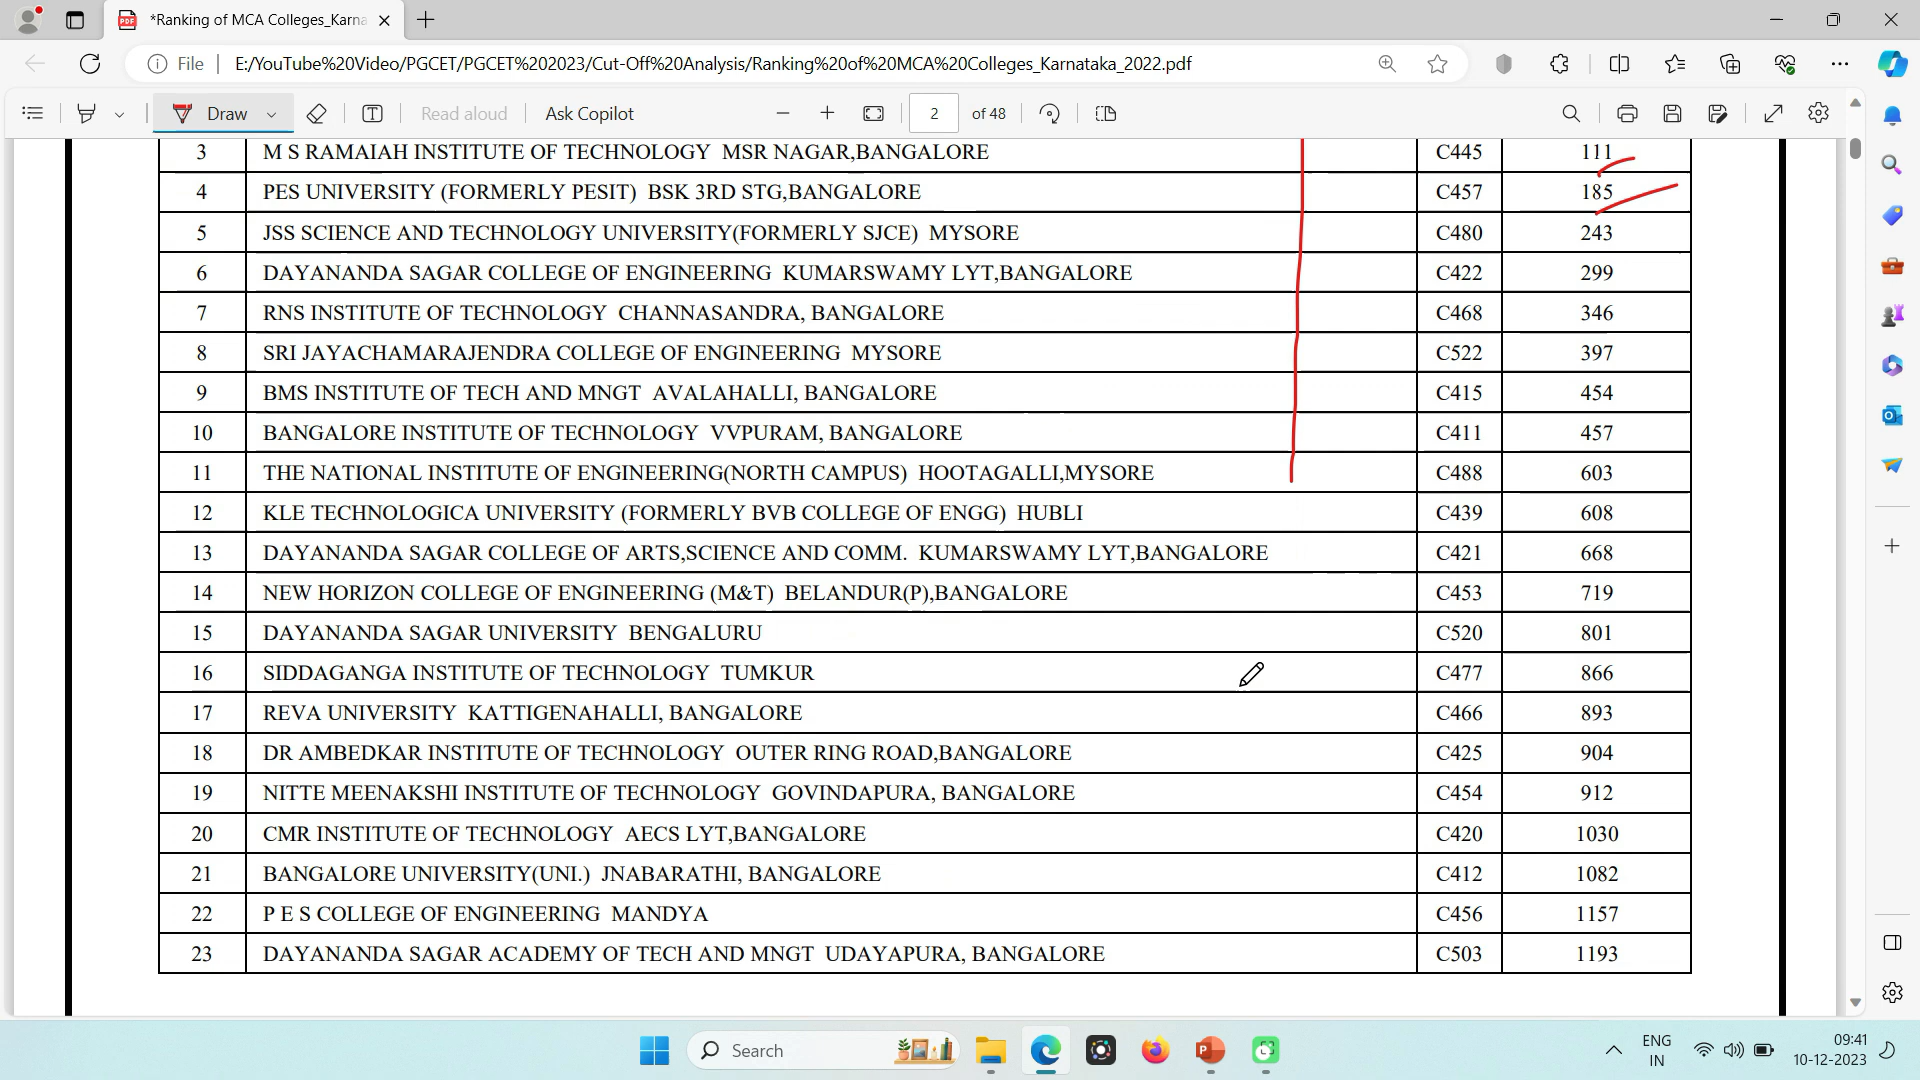 *Ranking of MCA Colleges_Karna
File
E:/YouTube%20Video/PGCET/PGCET%202023/Cut-Off%20Analysis/Ranking%20of%20MCA%20Colleges_Karnataka_2022.pdf
Draw
Read aloud
Ask Copilot
2 of 48
3 M S RAMAIAH INSTITUTE OF TECHNOLOGY MSR NAGAR,BANGALORE C445 111
4 PES UNIVERSITY (FORMERLY PESIT) BSK 3RD STG,BANGALORE C457 185
5 JSS SCIENCE AND TECHNOLOGY UNIVERSITY(FORMERLY SJCE) MYSORE C480 243
6 DAYANANDA SAGAR COLLEGE OF ENGINEERING KUMARSWAMY LYT,BANGALORE C422 299
7 RNS INSTITUTE OF TECHNOLOGY CHANNASANDRA, BANGALORE C468 346
8 SRI JAYACHAMARAJENDRA COLLEGE OF ENGINEERING MYSORE C522 397
9 BMS INSTITUTE OF TECH AND MNGT AVALAHALLI, BANGALORE C415 454
10 BANGALORE INSTITUTE OF TECHNOLOGY VVPURAM, BANGALORE C411 457
11 THE NATIONAL INSTITUTE OF ENGINEERING(NORTH CAMPUS) HOOTAGALLI,MYSORE C488 603
12 KLE TECHNOLOGICA UNIVERSITY (FORMERLY BVB COLLEGE OF ENGG) HUBLI C439 608
13 DAYANANDA SAGAR COLLEGE OF ARTS,SCIENCE AND COMM. KUMARSWAMY LYT,BANGALORE C421 668
14 NEW HORIZON COLLEGE OF ENGINEERING (M&T) BELANDUR(P),BANGALORE C453 719
15 DAYANANDA SAGAR UNIVERSITY BENGALURU C520 801
16 SIDDAGANGA INSTITUTE OF TECHNOLOGY TUMKUR C477 866
17 REVA UNIVERSITY KATTIGENAHALLI, BANGALORE C466 893
18 DR AMBEDKAR INSTITUTE OF TECHNOLOGY OUTER RING ROAD,BANGALORE C425 904
19 NITTE MEENAKSHI INSTITUTE OF TECHNOLOGY GOVINDAPURA, BANGALORE C454 912
20 CMR INSTITUTE OF TECHNOLOGY AECS LYT,BANGALORE C420 1030
21 BANGALORE UNIVERSITY(UNI.) JNABARATHI, BANGALORE C412 1082
22 P E S COLLEGE OF ENGINEERING MANDYA C456 1157
23 DAYANANDA SAGAR ACADEMY OF TECH AND MNGT UDAYAPURA, BANGALORE C503 1193
Search
ENG
IN
09:41
10-12-2023